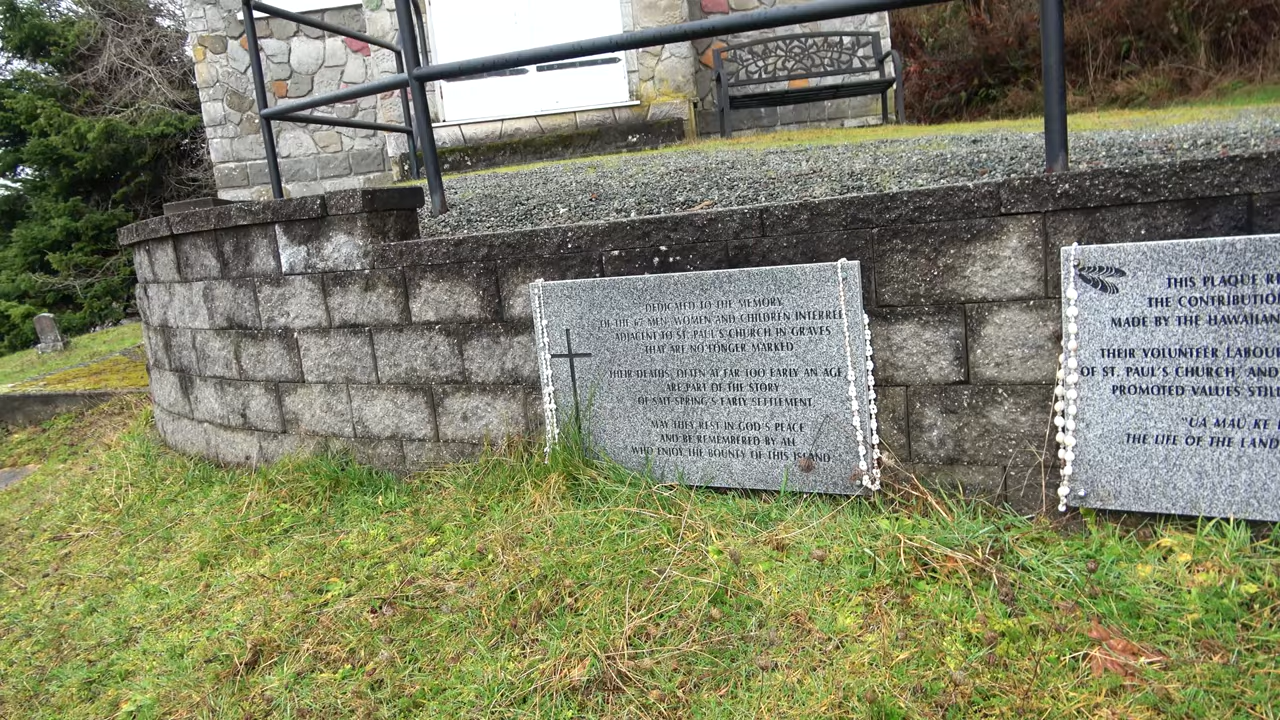 DEDICATED TO THE MEMORY
OF THE 67 MEN, WOMEN AND CHILDREN INTERRED
ADJACENT TO ST. PAUL'S CHURCH IN GRAVES
THAT ARE NO LONGER MARKED.
THEIR DEATHS, OFTEN AT FAR TOO EARLY AN AGE
ARE PART OF THE STORY
OF SALT SPRING'S EARLY SETTLEMENT.
MAY THEY REST IN GOD'S PEACE
AND BE REMEMBERED BY ALL
WHO ENJOY THE BOUNTY OF THIS ISLAND
THIS PLAQUE
THE
MADE BY THE HAWAIIAN
THEIR VOLUNTEER
OF ST. PAUL'S CHURCH, AND
PROMOTED VALUES
'UA MAU KE
THE LIFE OF THE LAND